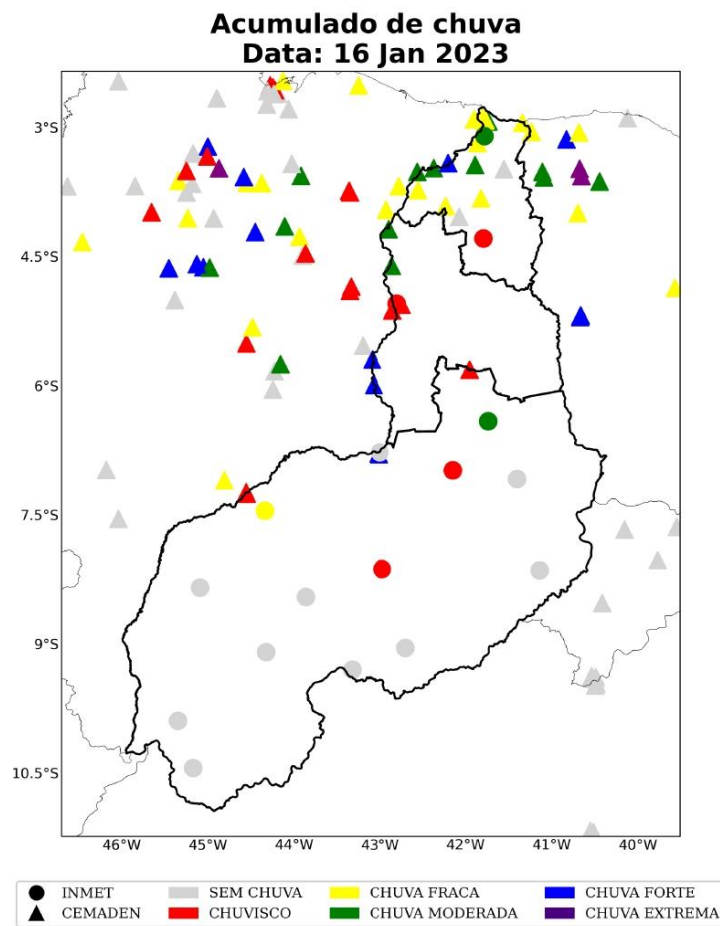 Acumulado de chuva
Data: 16 Jan 2023
3°S
4.5°S
6°S
7.5°S
9°S
10.5°S
46°W 45°W 44°W 43°W 42°W 41°W 40°W
INMET SEM CHUVA CHUVA FRACA CHUVA FORTE
CEMADEN CHUVISCO CHUVA MODERADA CHUVA EXTREMA